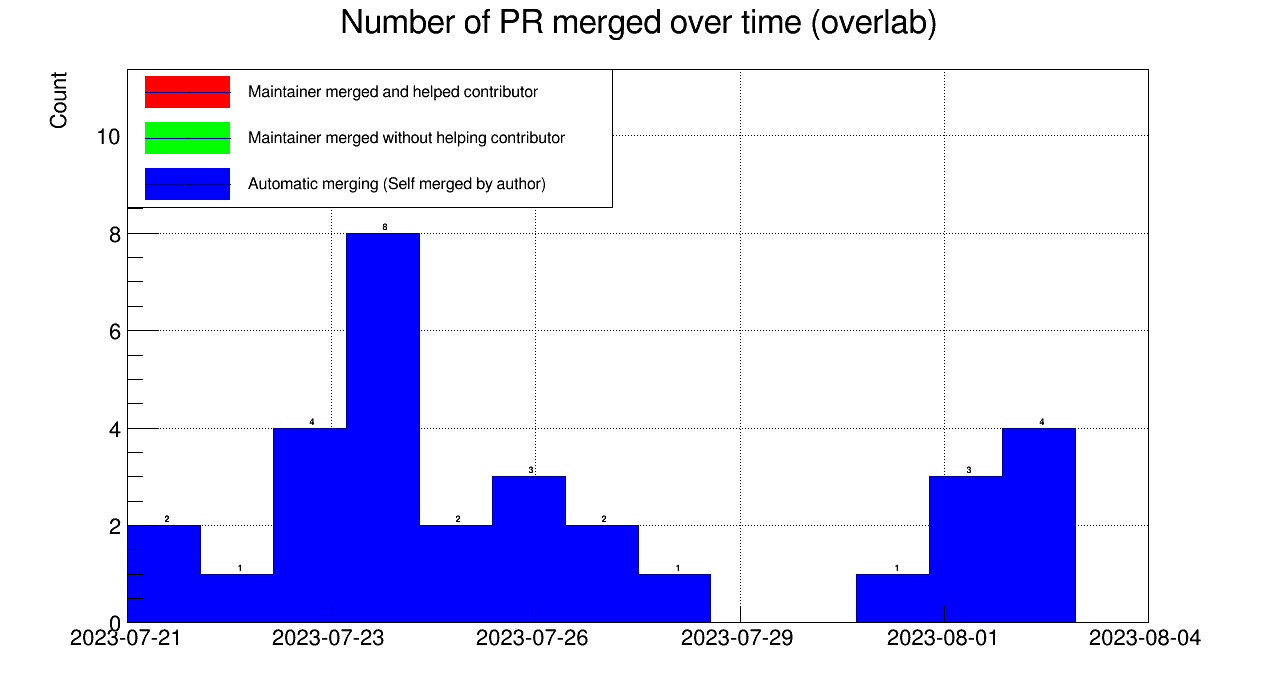 Number of PR merged over time (overlab)
Count
Maintainer merged and helped contributor
Maintainer merged without helping contributor
Automatic merging (Self merged by author)
10
8
6
4
2
0
2
1
4
8
2
3
2
1
1
3
4
2023-07-21 2023-07-23 2023-07-26 2023-07-29 2023-08-01 2023-08-04